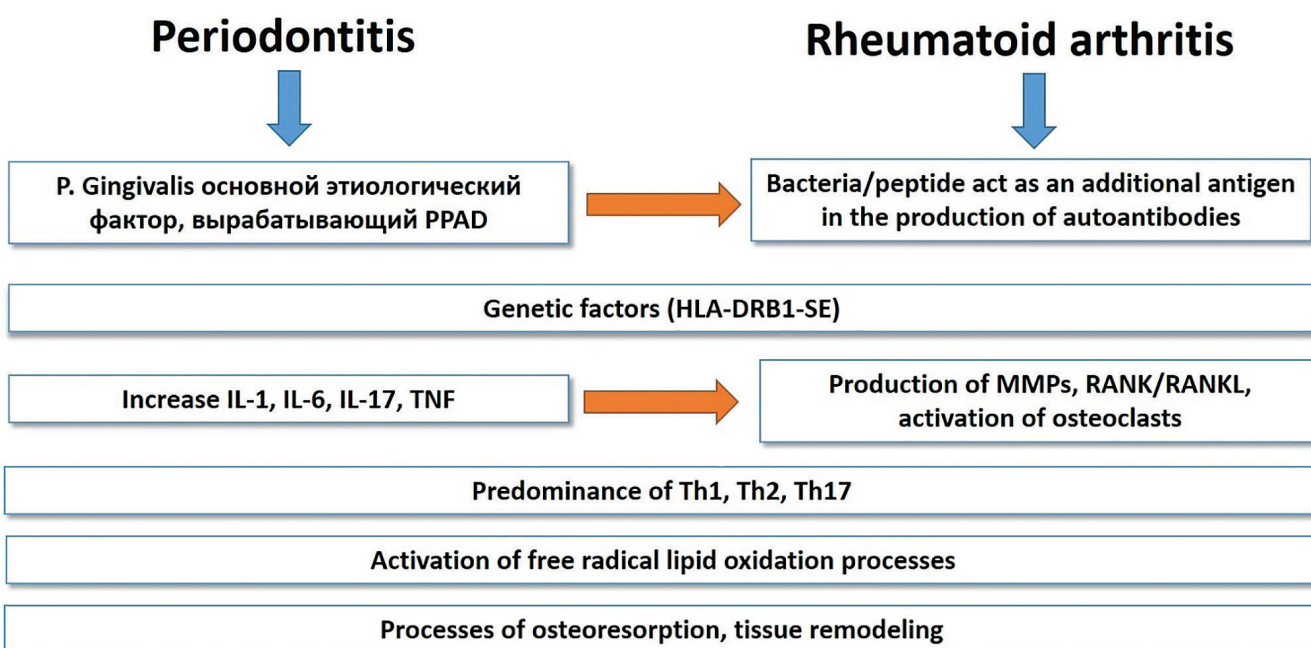 Periodontitis
Rheumatoid arthritis
P. Gingivalis основной этиологический
фактор, вырабатывающий PPAD
Bacteria/peptide act as an additional antigen
in the production of autoantibodies
Genetic factors (HLA-DRB1-SE)
Increase IL-1, IL-6, IL-17, TNF
Production of MMPs, RANK/RANKL,
activation of osteoclasts
Predominance of Th1, Th2, Th17
Activation of free radical lipid oxidation processes
Processes of osteoresorption, tissue remodeling